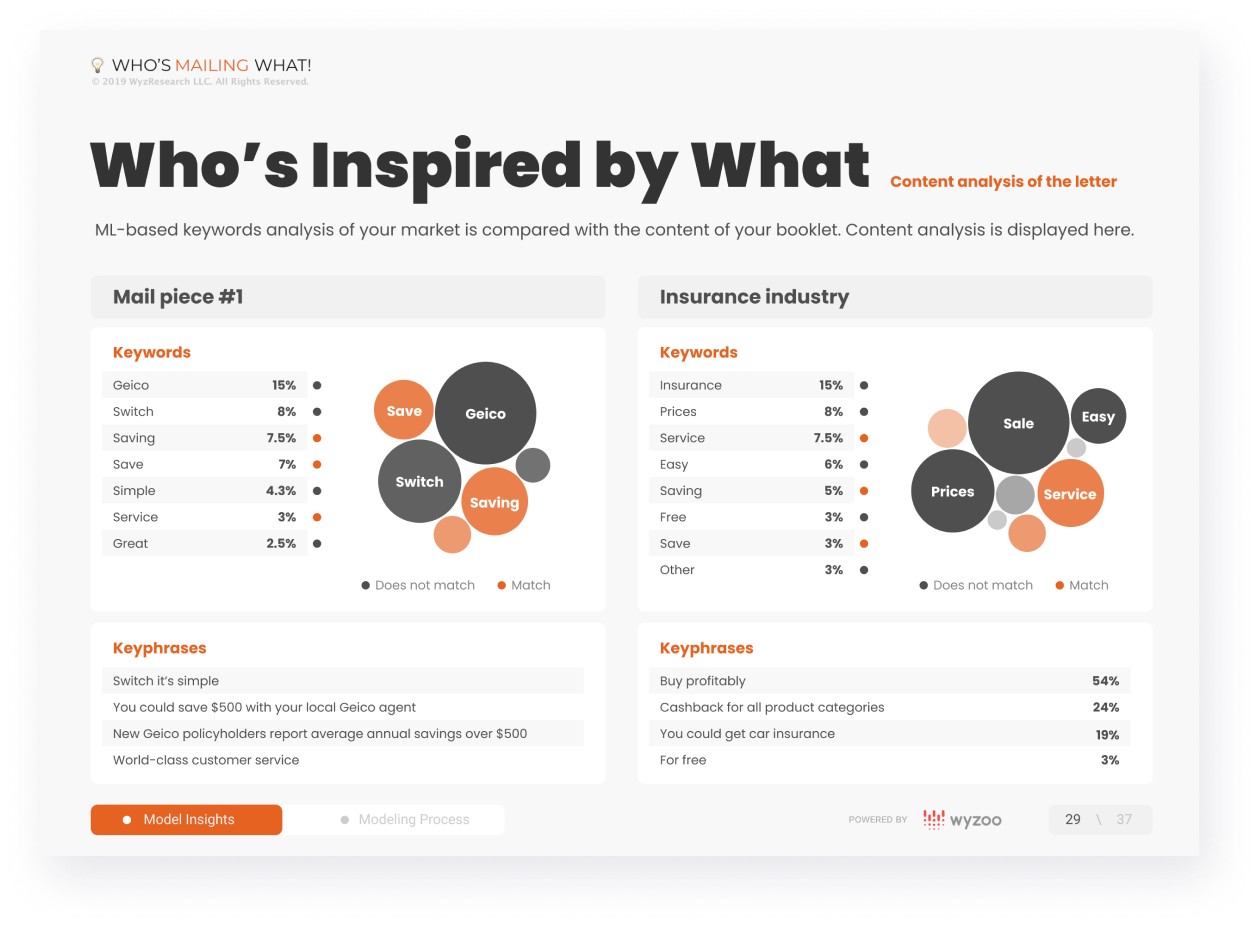 WHO'S MAILING WHAT!
© 2019 WyzResearch LLC. All Rights Reserved.
Who's Inspired by What
Content analysis of the letter
ML-based keywords analysis of your market is compared with the content of your booklet. Content analysis is displayed here.
Mail piece #1
Keywords
Geico 15%
Switch 8%
Saving 7.5%
Save 7%
Simple 4.3%
Service 3%
Great 2.5%
Save
Geico
Switch
Saving
Does not match
Match
Keyphrases
Switch it's simple
You could save $500 with your local Geico agent
New Geico policyholders report average annual savings over $500
World-class customer service
Insurance industry
Keywords
Insurance 15%
Prices 8%
Service 7.5%
Easy 6%
Saving 5%
Free 3%
Save 3%
Other 3%
Sale
Easy
Prices
Service
Does not match
Match
Keyphrases
Buy profitably 54%
Cashback for all product categories 24%
You could get car insurance 19%
For free 3%
Model Insights
Modeling Process
POWERED BY wyzoo
29 \ 37